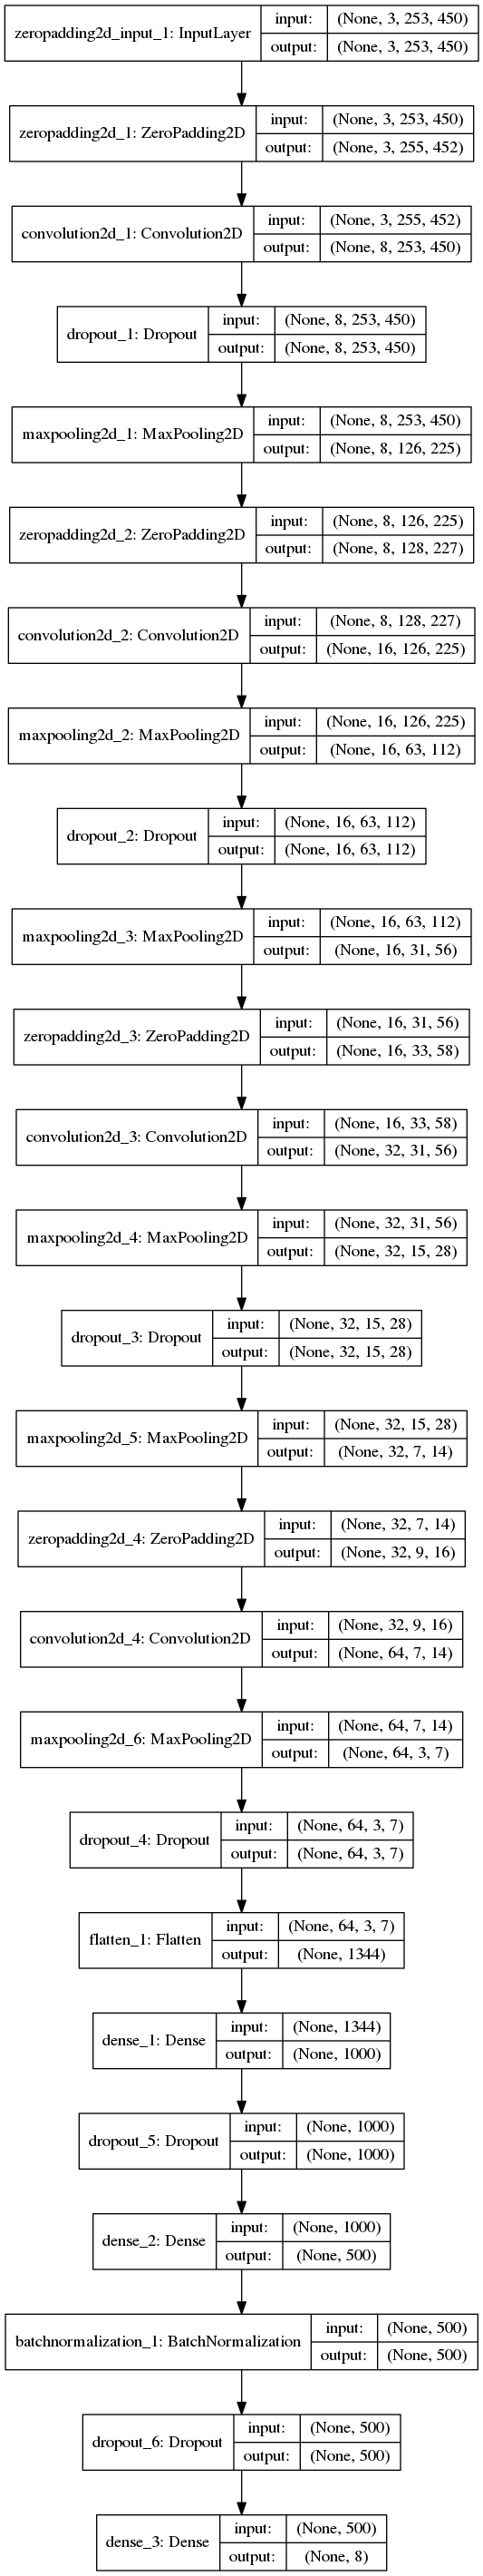 zeropadding2d_input_1: InputLayer
input: (None, 3, 253, 450)
output: (None, 3, 253, 450)
zeropadding2d_1: ZeroPadding2D
input: (None, 3, 253, 450)
output: (None, 3, 255, 452)
convolution2d_1: Convolution2D
input: (None, 3, 255, 452)
output: (None, 8, 253, 450)
dropout_1: Dropout
input: (None, 8, 253, 450)
output: (None, 8, 253, 450)
maxpooling2d_1: MaxPooling2D
input: (None, 8, 253, 450)
output: (None, 8, 126, 225)
zeropadding2d_2: ZeroPadding2D
input: (None, 8, 126, 225)
output: (None, 8, 128, 227)
convolution2d_2: Convolution2D
input: (None, 8, 128, 227)
output: (None, 16, 126, 225)
maxpooling2d_2: MaxPooling2D
input: (None, 16, 126, 225)
output: (None, 16, 63, 112)
dropout_2: Dropout
input: (None, 16, 63, 112)
output: (None, 16, 63, 112)
maxpooling2d_3: MaxPooling2D
input: (None, 16, 63, 112)
output: (None, 16, 31, 56)
zeropadding2d_3: ZeroPadding2D
input: (None, 16, 31, 56)
output: (None, 16, 33, 58)
convolution2d_3: Convolution2D
input: (None, 16, 33, 58)
output: (None, 32, 31, 56)
maxpooling2d_4: MaxPooling2D
input: (None, 32, 31, 56)
output: (None, 32, 15, 28)
dropout_3: Dropout
input: (None, 32, 15, 28)
output: (None, 32, 15, 28)
maxpooling2d_5: MaxPooling2D
input: (None, 32, 15, 28)
output: (None, 32, 7, 14)
zeropadding2d_4: ZeroPadding2D
input: (None, 32, 7, 14)
output: (None, 32, 9, 16)
convolution2d_4: Convolution2D
input: (None, 32, 9, 16)
output: (None, 64, 7, 14)
maxpooling2d_6: MaxPooling2D
input: (None, 64, 7, 14)
output: (None, 64, 3, 7)
dropout_4: Dropout
input: (None, 64, 3, 7)
output: (None, 64, 3, 7)
flatten_1: Flatten
input: (None, 64, 3, 7)
output: (None, 1344)
dense_1: Dense
input: (None, 1344)
output: (None, 1000)
dropout_5: Dropout
input: (None, 1000)
output: (None, 1000)
dense_2: Dense
input: (None, 1000)
output: (None, 500)
batchnormalization_1: BatchNormalization
input: (None, 500)
output: (None, 500)
dropout_6: Dropout
input: (None, 500)
output: (None, 500)
dense_3: Dense
input: (None, 500)
output: (None, 8)